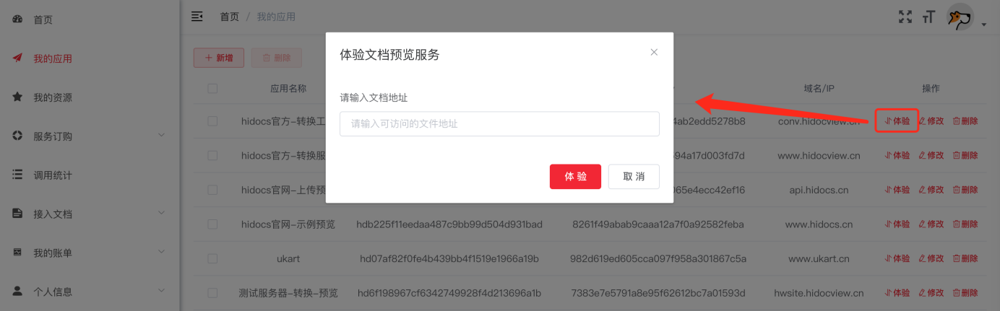 首页
首页 / 我的应用
我的应用
新增 删除
体验文档预览服务
我的资源
应用名称 域名/IP 操作
请输入文档地址
hidocs官方-转换工 4ab2edd5278b8 conv.hidocview.cn 体验 修改 删除
请输入可访问的文件地址
服务订购
hidocs官方-转换服 94a17d003fd7d www.hidocview.cn 体验 修改 删除
调用统计
体 验 取 消
hidocs官网-上传预 065e4ecc42ef16 api.hidocs.cn 体验 修改 删除
接入文档
hidocs官网-示例预览 hdb225f11eedaa487c9bb99d504d931bad 8261f49abab9caaa12a7f0a92582feba www.hidocs.cn 体验 修改 删除
我的账单
ukart hd07af82f0fe4b439bb4f1519e1966a19b 982d619ed605cca097f958a301867c5a www.ukart.cn 体验 修改 删除
个人信息
测试服务器-转换-预览 hd6f198967cf6342749928f4d213696a1b 7383e7e5791a8e95f62612bc7a01593d hwsite.hidocview.cn 体验 修改 删除